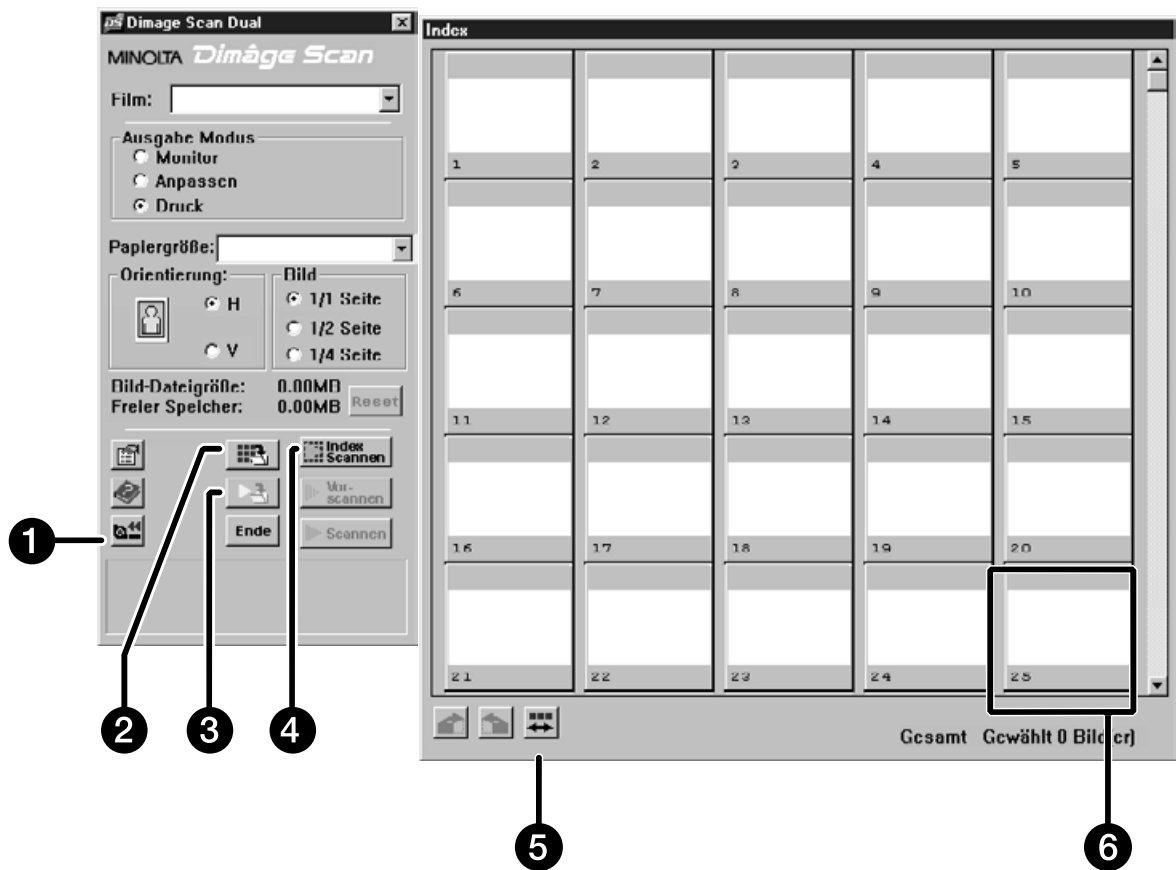 Dimage Scan Dual
MINOLTA Dimâge Scan
Film:
Ausgabe Modus
Monitor
Anpassen
Druck
Papiergröße:
Orientierung:
H
V
Bild
1/1 Seite
1/2 Seite
1/4 Seite
Bild-Dateigröße: 0.00MB
Freier Speicher: 0.00MB
Reset
Index
Scannen
Vor-
scannen
Ende
Scannen
1
2
3
4
Index
1 2 3 4 5
6 7 8 9 10
11 12 13 14 15
16 17 18 19 20
21 22 23 24 25
Gesamt Gewählt 0 Bild(er)
5
6